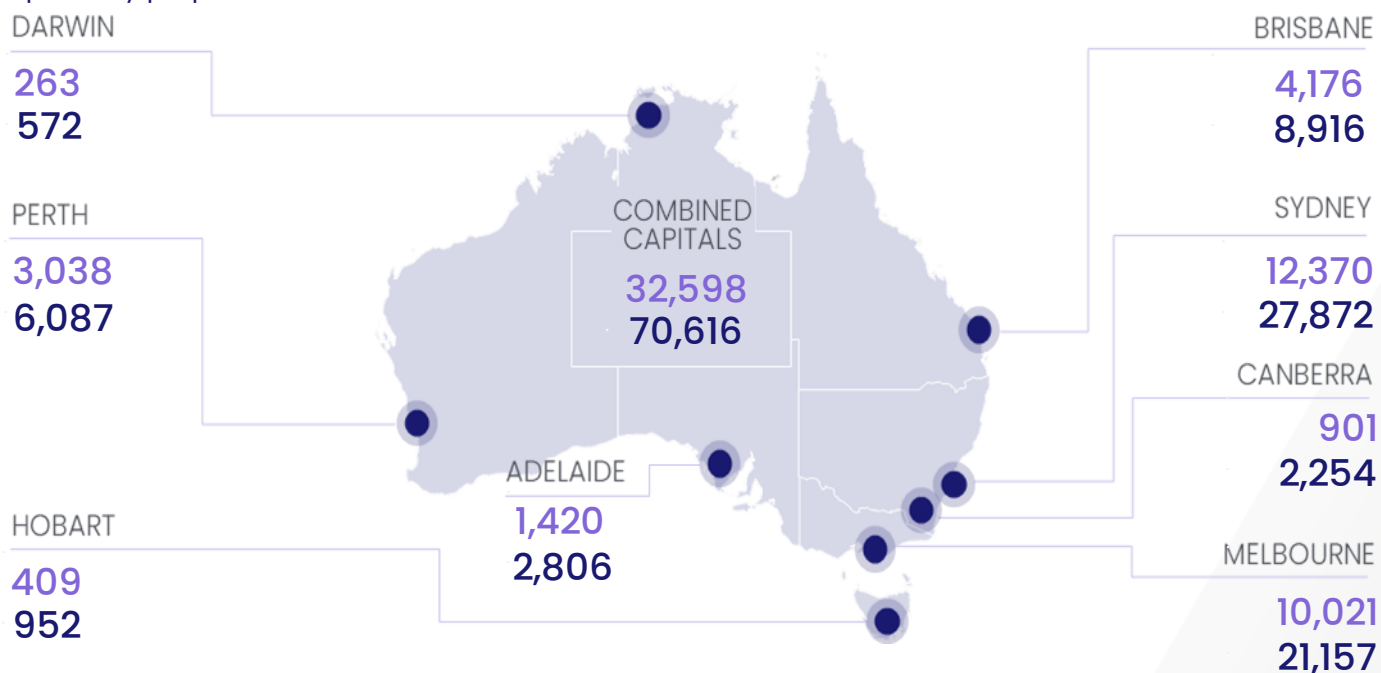 DARWIN
263
572
PERTH
3,038
6,087
HOBART
409
952
COMBINED
CAPITALS
32,598
70,616
ADELAIDE
1,420
2,806
BRISBANE
4,176
8,916
SYDNEY
12,370
27,872
CANBERRA
901
2,254
MELBOURNE
10,021
21,157